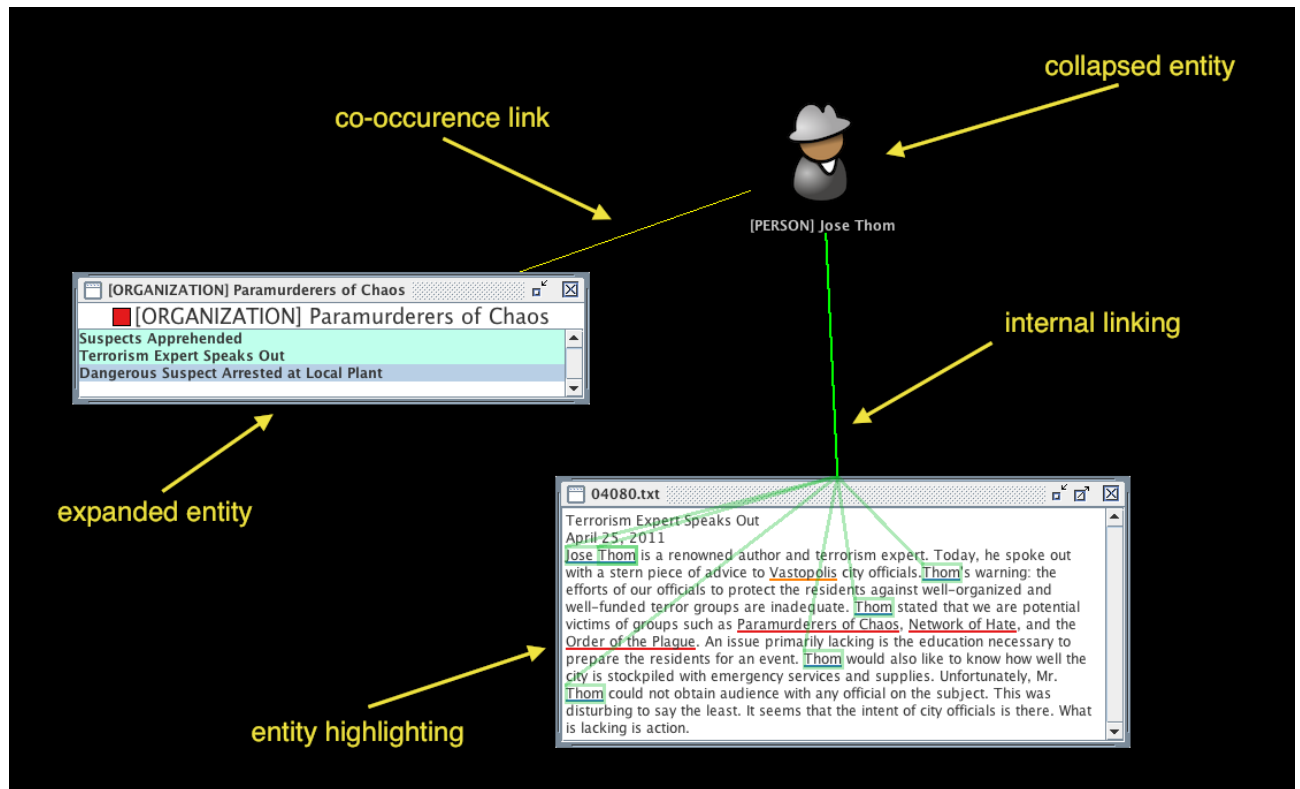 collapsed entity
co-occurence link
[PERSON] Jose Thom
[ORGANIZATION] Paramurderers of Chaos
[ORGANIZATION] Paramurderers of Chaos
Suspects Apprehended
Terrorism Expert Speaks Out
Dangerous Suspect Arrested at Local Plant
internal linking
expanded entity
04080.txt
Terrorism Expert Speaks Out
April 25, 2011
Jose Thom is a renowned author and terrorism expert. Today, he spoke out
with a stern piece of advice to Vastopolis city officials.Thom's warning: the
efforts of our officials to protect the residents against well-organized and
well-funded terror groups are inadequate. Thom stated that we are potential
victims of groups such as Paramurderers of Chaos, Network of Hate, and the
Order of the Plague. An issue primarily lacking is the education necessary to
prepare the residents for an event. Thom would also like to know how well the
city is stockpiled with emergency services and supplies. Unfortunately, Mr.
Thom could not obtain audience with any official on the subject. This was
disturbing to say the least. It seems that the intent of city officials is there. What
is lacking is action.
entity highlighting